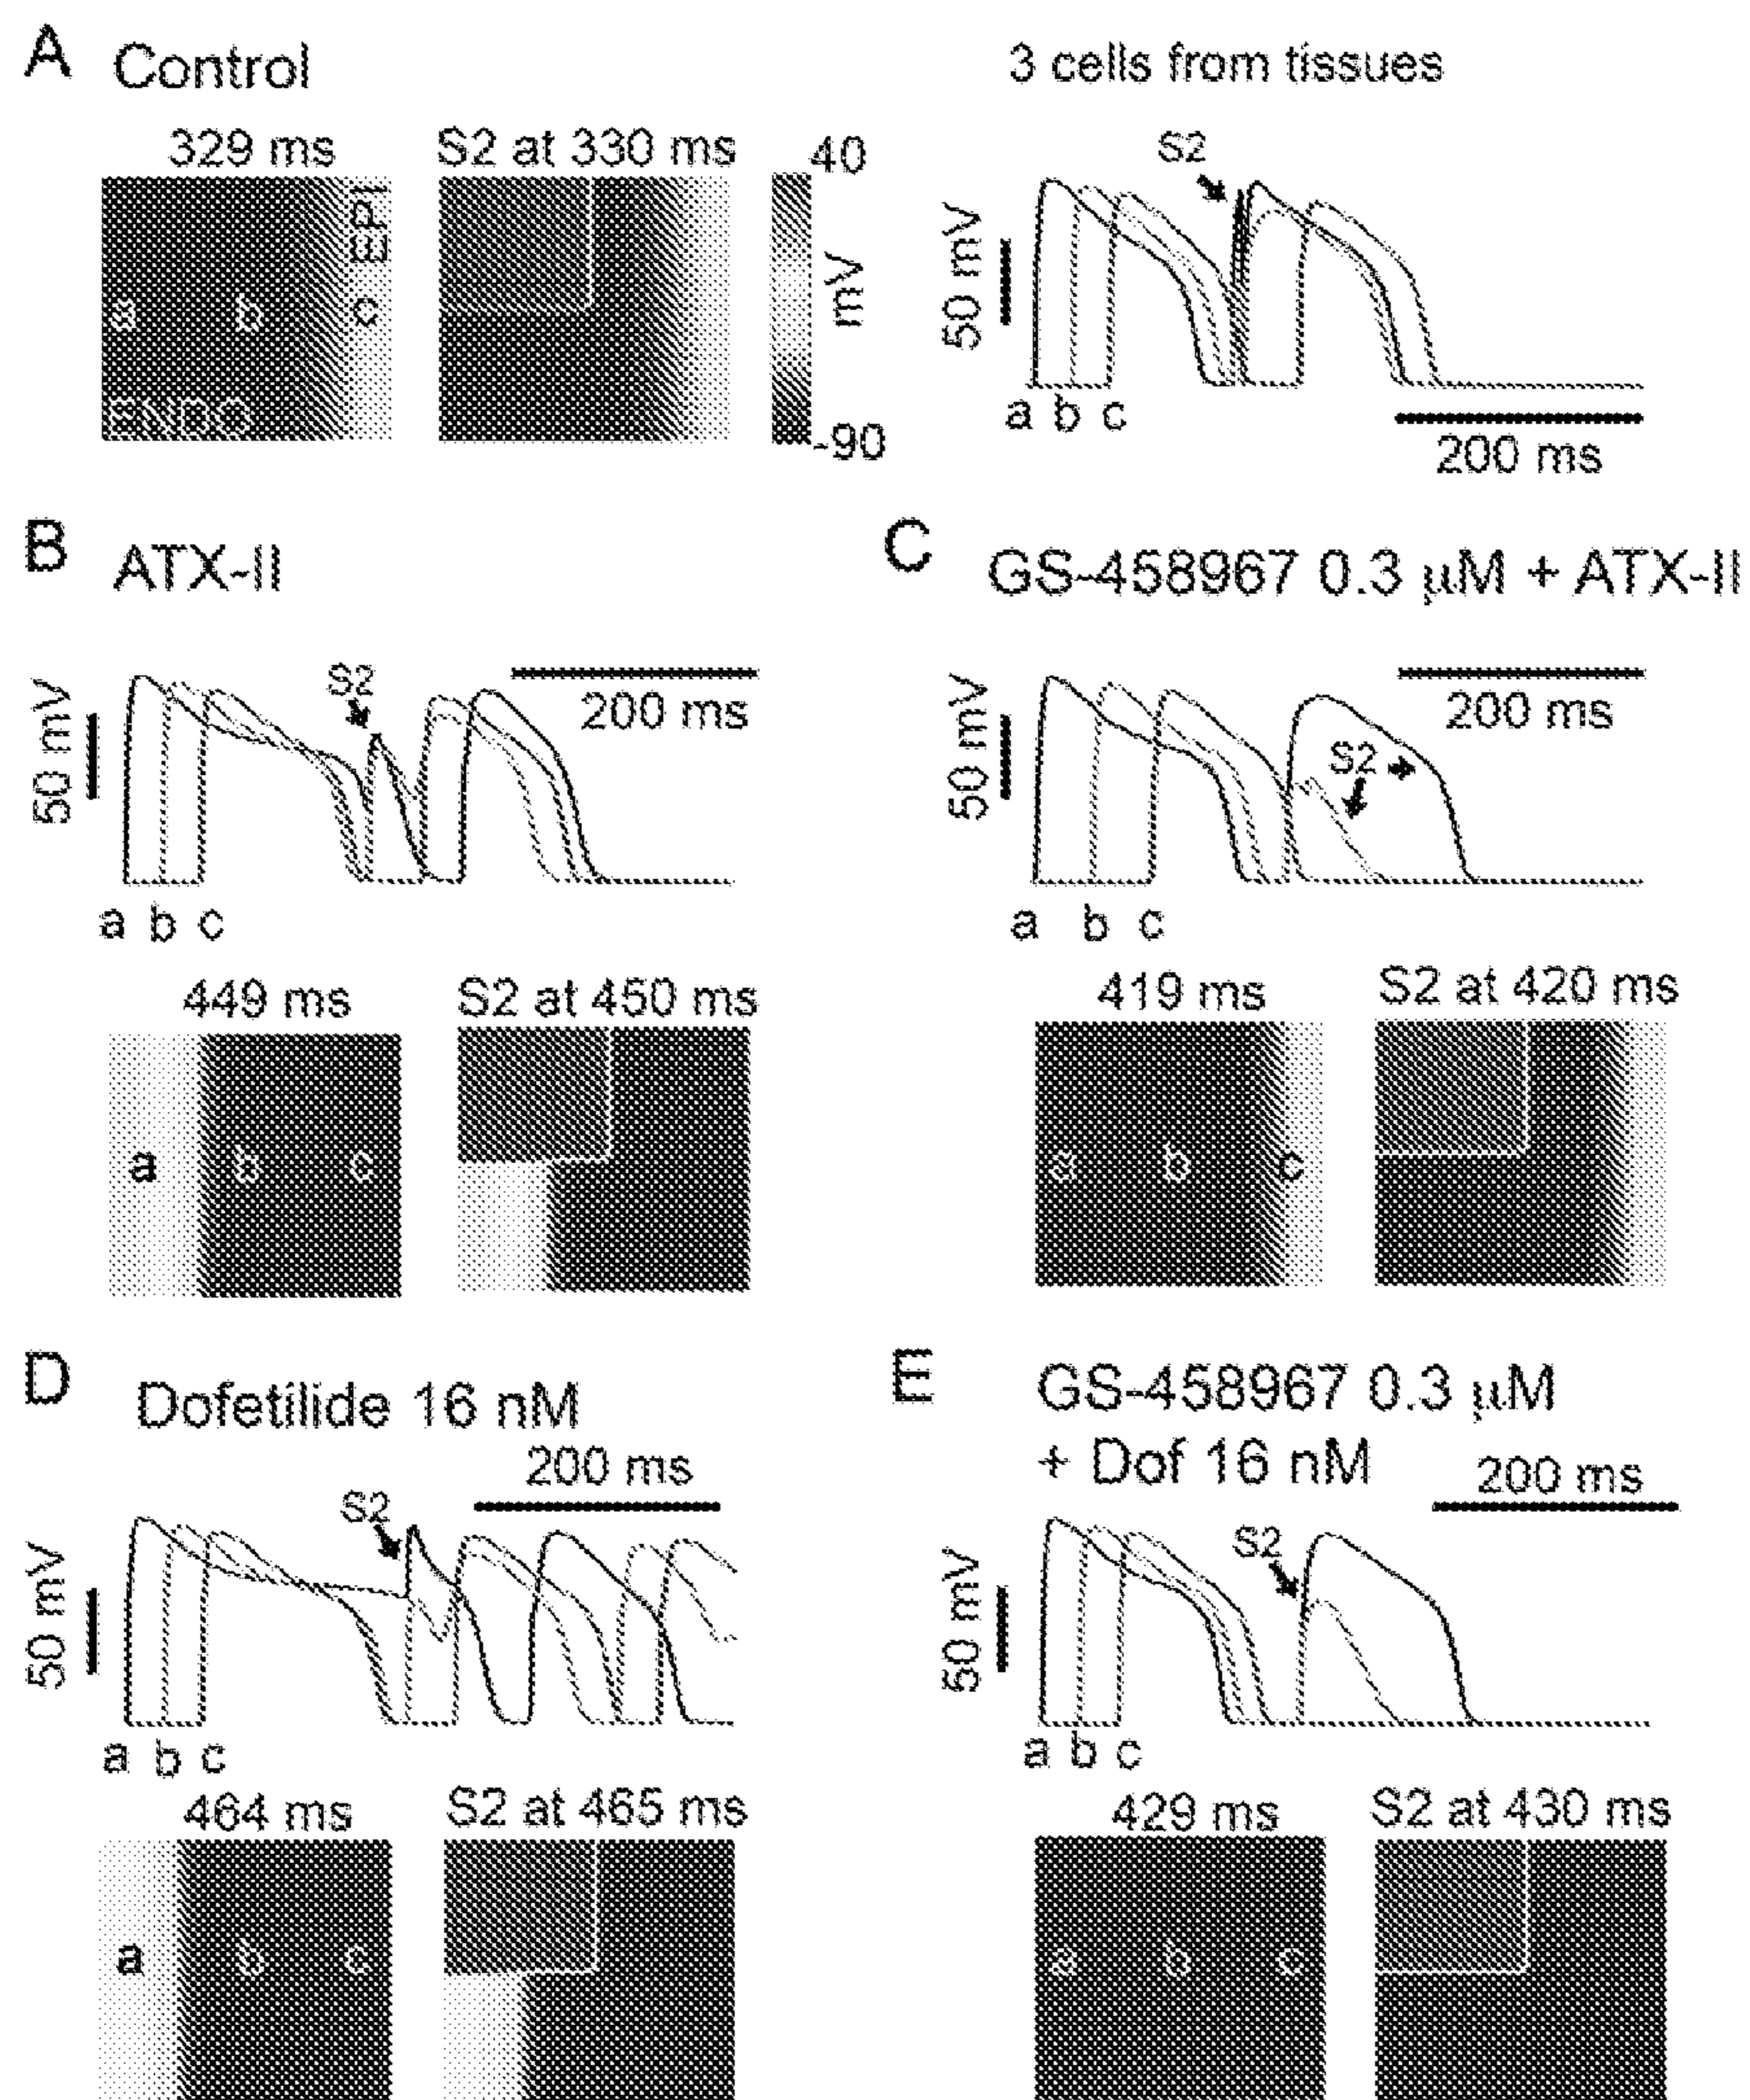 A Control
3 cells from tissues
329 ms
S2 at 330 ms
40
mV
-90
EPI
a b c
ENDO
S2
50 mV
a b c
200 ms
B ATX-II
S2
200 ms
50 mV
a b c
449 ms
S2 at 450 ms
a b c
C GS-458967 0.3 µM + ATX-II
200 ms
50 mV
S2
a b c
419 ms
S2 at 420 ms
a b c
D Dofetilide 16 nM
200 ms
S2
50 mV
a b c
464 ms
S2 at 465 ms
a b c
E GS-458967 0.3 µM
+ Dof 16 nM
200 ms
S2
50 mV
a b c
429 ms
S2 at 430 ms
a b c